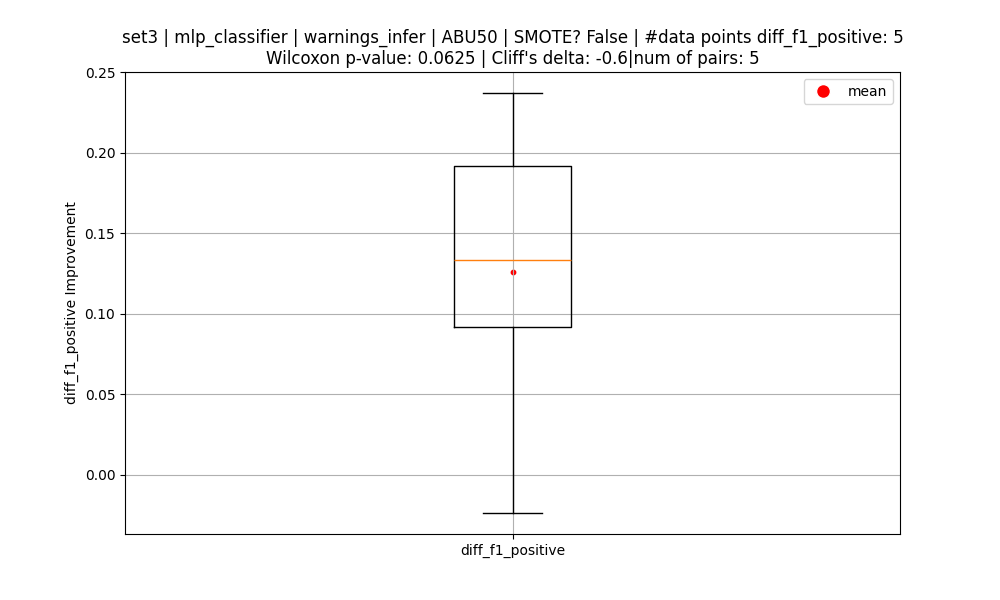 set3 | mlp_classifier | warnings_infer | ABU50 | SMOTE? False | #data points diff_f1_positive: 5
Wilcoxon p-value: 0.0625 | Cliff's delta: -0.6|num of pairs: 5
mean
0.25
0.20
0.15
0.10
0.05
0.00
diff_f1_positive Improvement
diff_f1_positive